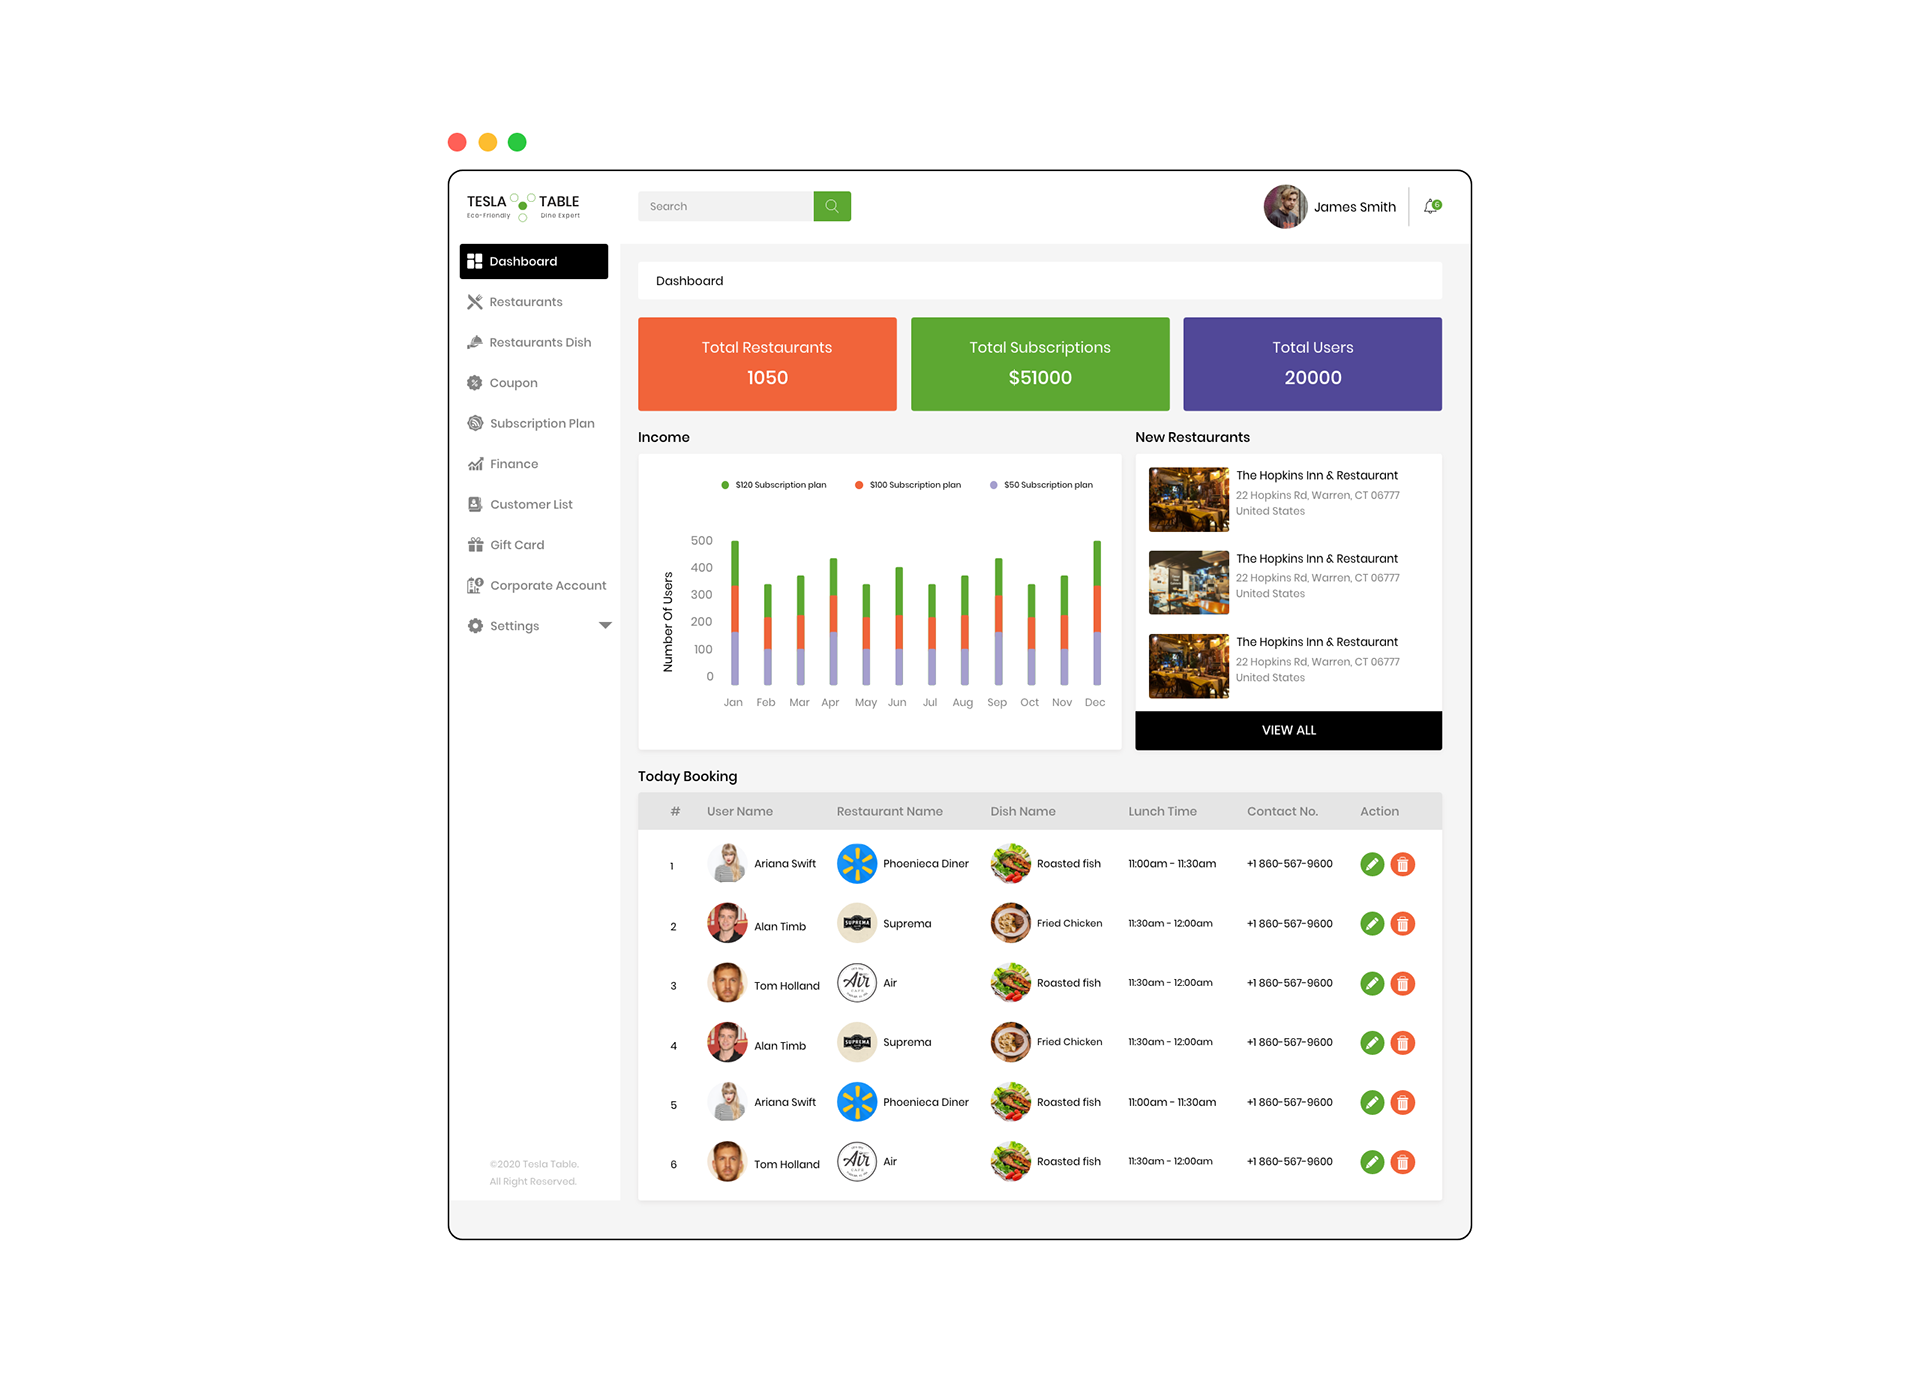 TESLA TABLE
Eco-Friendly Dine Expert
Search
James Smith
6
Dashboard
Restaurants
Restaurants Dish
Coupon
Subscription Plan
Finance
Customer List
Gift Card
Corporate Account
Settings
©2020 Tesla Table.
All Right Reserved.
Dashboard
Total Restaurants
1050
Total Subscriptions
$51000
Total Users
20000
Income
$120 Subscription plan $100 Subscription plan $50 Subscription plan
Number Of Users
500
400
300
200
100
0
Jan Feb Mar Apr May Jun Jul Aug Sep Oct Nov Dec
New Restaurants
The Hopkins Inn & Restaurant
22 Hopkins Rd, Warren, CT 06777
United States
The Hopkins Inn & Restaurant
22 Hopkins Rd, Warren, CT 06777
United States
The Hopkins Inn & Restaurant
22 Hopkins Rd, Warren, CT 06777
United States
VIEW ALL
Today Booking
# User Name Restaurant Name Dish Name Lunch Time Contact No. Action
1 Ariana Swift Phoenieca Diner Roasted fish 11:00am - 11:30am +1 860-567-9600
2 Alan Timb SUPREMA Suprema Fried Chicken 11:30am - 12:00am +1 860-567-9600
3 Tom Holland Air CAFE Air Roasted fish 11:30am - 12:00am +1 860-567-9600
4 Alan Timb SUPREMA Suprema Fried Chicken 11:30am - 12:00am +1 860-567-9600
5 Ariana Swift Phoenieca Diner Roasted fish 11:00am - 11:30am +1 860-567-9600
6 Tom Holland Air CAFE Air Roasted fish 11:30am - 12:00am +1 860-567-9600